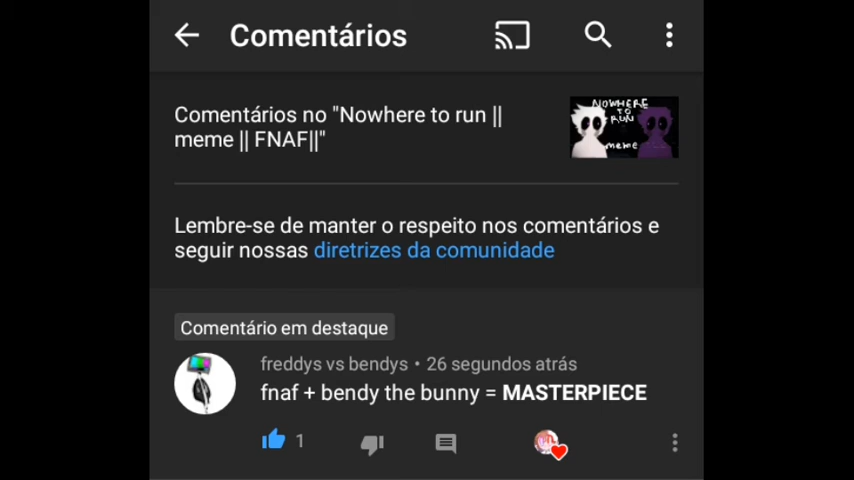 Comentários
Comentários no "Nowhere to run ||
meme || FNAF||"
NOWHERE
TO
RUN
meme
Lembre-se de manter o respeito nos comentários e
seguir nossas diretrizes da comunidade
Comentário em destaque
freddys vs bendys • 26 segundos atrás
fnaf + bendy the bunny = MASTERPIECE
1